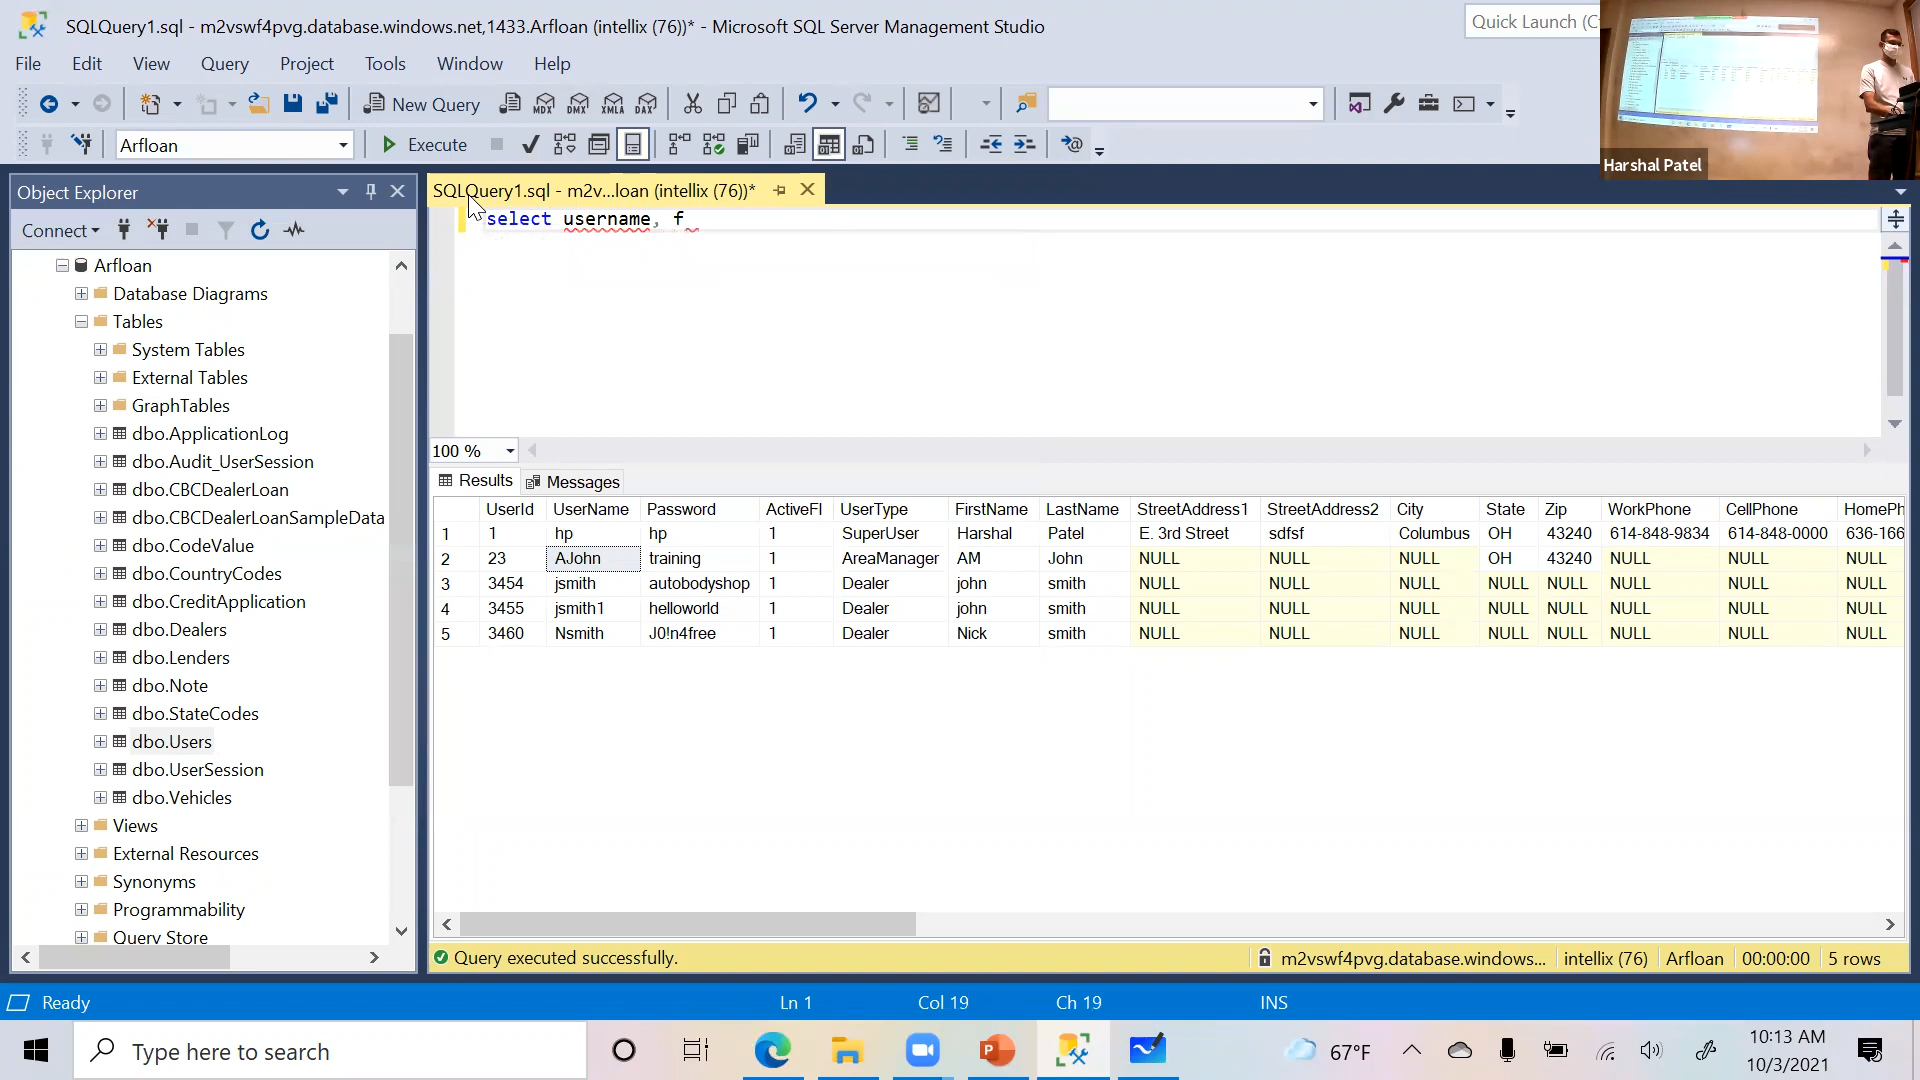 SQLQuery1.sql - m2vswf4pvg.database.windows.net,1433.Arfloan (intellix (76))* - Microsoft SQL Server Management Studio
Quick Launch (C
File Edit View Query Project Tools Window Help
New Query
MDX DMX XMLA DAX
Harshal Patel
Arfloan Execute
Object Explorer
SQLQuery1.sql - m2v...loan (intellix (76))*
select username, f
Connect
Arfloan
Database Diagrams
Tables
System Tables
External Tables
GraphTables
dbo.ApplicationLog
dbo.Audit_UserSession
dbo.CBCDealerLoan
dbo.CBCDealerLoanSampleData
dbo.CodeValue
dbo.CountryCodes
dbo.CreditApplication
dbo.Dealers
dbo.Lenders
dbo.Note
dbo.StateCodes
dbo.Users
dbo.UserSession
dbo.Vehicles
Views
External Resources
Synonyms
Programmability
Query Store
100 %
Results Messages
UserId UserName Password ActiveFl UserType FirstName LastName StreetAddress1 StreetAddress2 City State Zip WorkPhone CellPhone HomePh
1 1 hp hp 1 SuperUser Harshal Patel E. 3rd Street sdfsf Columbus OH 43240 614-848-9834 614-848-0000 636-166
2 23 AJohn training 1 AreaManager AM John NULL NULL NULL OH 43240 NULL NULL NULL
3 3454 jsmith autobodyshop 1 Dealer john smith NULL NULL NULL NULL NULL NULL NULL NULL
4 3455 jsmith1 helloworld 1 Dealer john smith NULL NULL NULL NULL NULL NULL NULL NULL
5 3460 Nsmith J0!n4free 1 Dealer Nick smith NULL NULL NULL NULL NULL NULL NULL NULL
Query executed successfully. m2vswf4pvg.database.windows... intellix (76) Arfloan 00:00:00 5 rows
Ready Ln 1 Col 19 Ch 19 INS
Type here to search
67°F
10:13 AM
10/3/2021